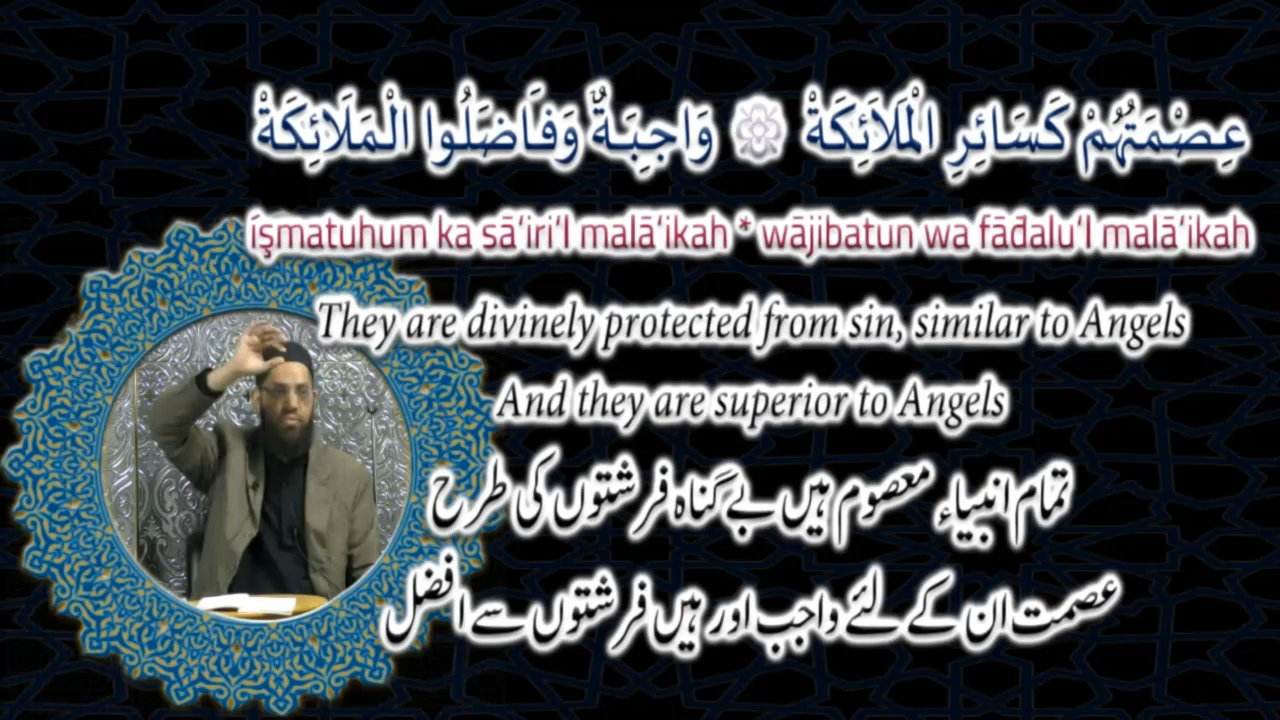 عِصْمَتُهُمْ كَسَائِرِ الْمَلَائِكَةْ ۞ وَاجِبَةٌ وَفَاضَلُوا الْمَلَائِكَةْ
íşmatuhum ka sā’iri’l malā’ikah * wājibatun wa fāđalu’l malā’ikah
They are divinely protected from sin, similar to Angels
And they are superior to Angels
تمام انبیاء معصوم ہیں بے گناہ فرشتوں کی طرح
عصمت ان کے لئے واجب اور ہیں فرشتوں سے افضل